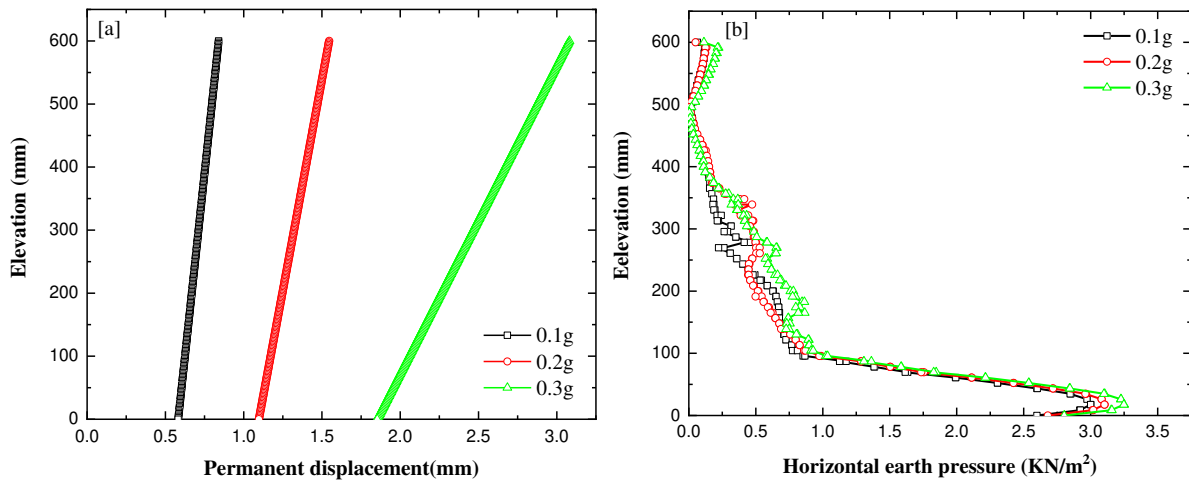 [a]
600
500
400
300
200
100
0
Elevation (mm)
0.0 0.5 1.0 1.5 2.0 2.5 3.0
Permanent displacement(mm)
0.1g
0.2g
0.3g
[b]
600
500
400
300
200
100
0
Eelevation (mm)
0.0 0.5 1.0 1.5 2.0 2.5 3.0 3.5
Horizontal earth pressure (KN/m²)
0.1g
0.2g
0.3g